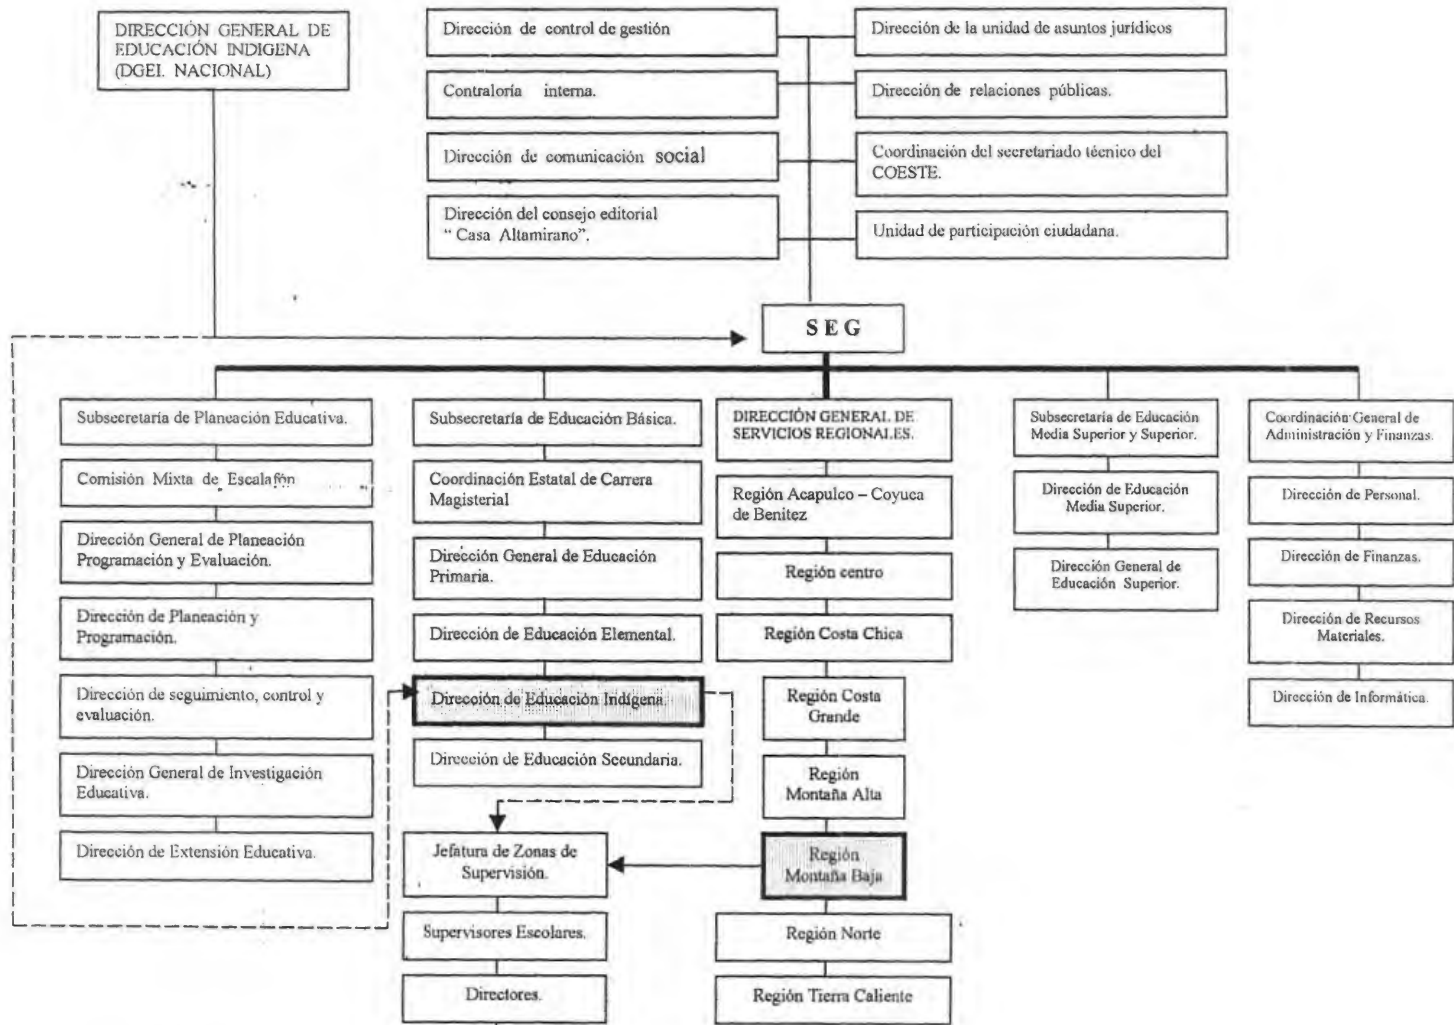 DIRECCIÓN GENERAL DE
EDUCACIÓN INDIGENA
(DGEI. NACIONAL)
Dirección de control de gestión
Dirección de la unidad de asuntos jurídicos
Contraloría interna.
Dirección de relaciones públicas.
Dirección de comunicación social
Coordinación del secretariado técnico del
COESTE.
Dirección del consejo editorial
“ Casa Altamirano”.
Unidad de participación ciudadana.
SEG
Subsecretaría de Planeación Educativa.
Comisión Mixta de Escalafón
Dirección General de Planeación
Programación y Evaluación.
Dirección de Planeación y
Programación.
Dirección de seguimiento, control y
evaluación.
Dirección General de Investigación
Educativa.
Dirección de Extensión Educativa.
Subsecretaría de Educación Básica.
Coordinación Estatal de Carrera
Magisterial
Dirección General de Educación
Primaria.
Dirección de Educación Elemental.
Dirección de Educación Indígena.
Dirección de Educación Secundaria.
Jefatura de Zonas de
Supervisión.
Supervisores Escolares.
Directores.
DIRECCIÓN GENERAL DE
SERVICIOS REGIONALES.
Región Acapulco – Coyuca
de Benitez
Región centro
Región Costa Chica
Región Costa
Grande
Región
Montaña Alta
Región
Montaña Baja
Región Norte
Región Tierra Caliente
Subsecretaría de Educación
Media Superior y Superior.
Dirección de Educación
Media Superior.
Dirección General de
Educación Superior.
Coordinación General de
Administración y Finanzas.
Dirección de Personal.
Dirección de Finanzas.
Dirección de Recursos
Materiales.
Dirección de Informática.